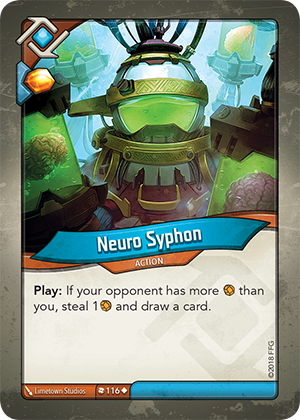 Neuro Syphon
ACTION
Play: If your opponent has more than
you, steal 1 and draw a card.
©2018 FFG
Limetown Studios
116